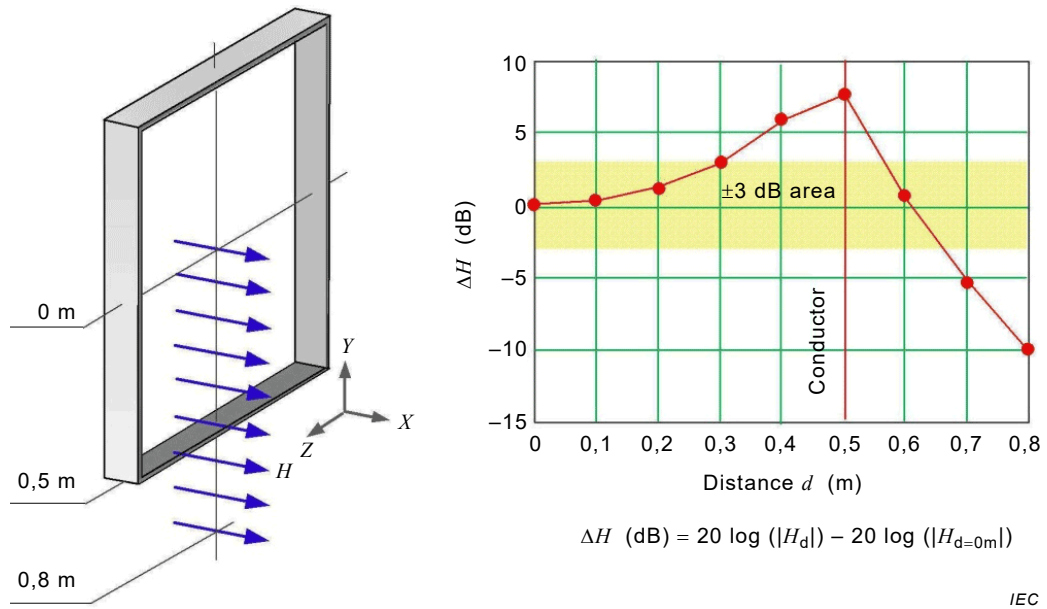 0 m
0,5 m
0,8 m
Y
X
Z
H
10
5
0
–5
–10
–15
ΔH (dB)
±3 dB area
Conductor
0 0,1 0,2 0,3 0,4 0,5 0,6 0,7 0,8
Distance d (m)
ΔH (dB) = 20 log (|Hd|) – 20 log (|Hd=0m|)
IEC